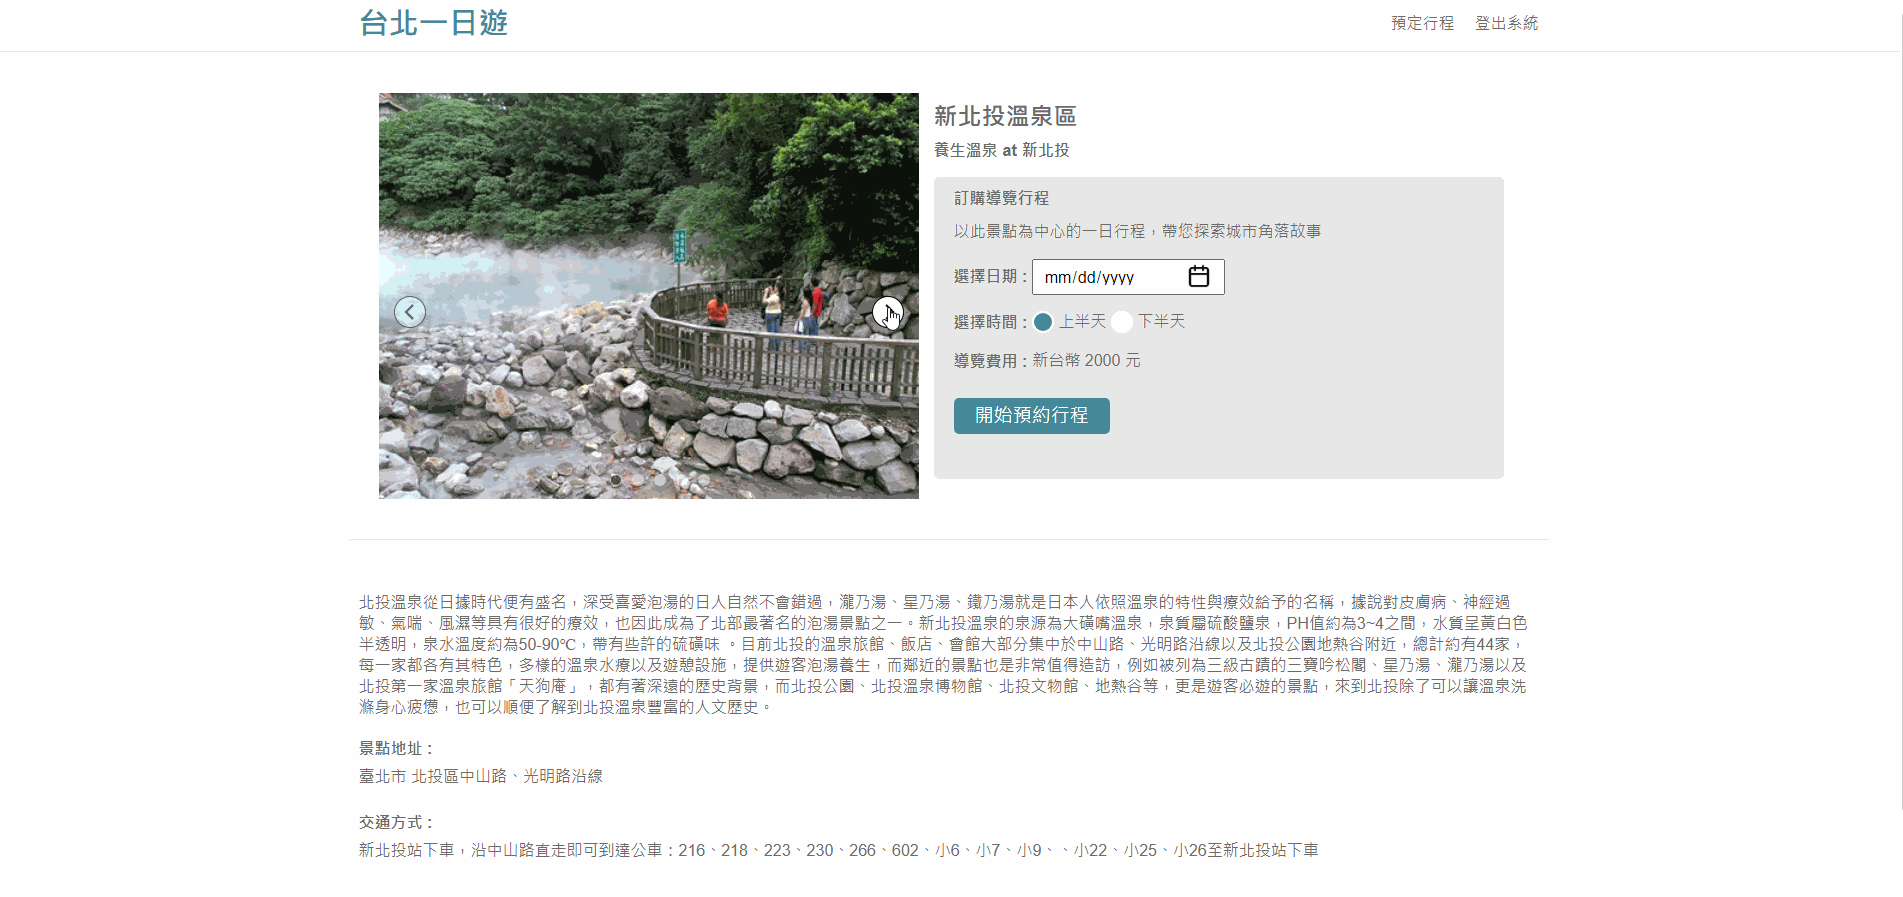 台北一日遊
預定行程 登出系統
新北投溫泉區
養生溫泉 at 新北投
訂購導覽行程
以此景點為中心的一日行程，帶您探索城市角落故事
選擇日期： mm/dd/yyyy
選擇時間： 上半天 下半天
導覽費用：新台幣 2000 元
開始預約行程
北投溫泉從日據時代便有盛名，深受喜愛泡湯的日人自然不會錯過，瀧乃湯、星乃湯、鐵乃湯就是日本人依照溫泉的特性與療效給予的名稱，據說對皮膚病、神經過
敏、氣喘、風濕等具有很好的療效，也因此成為了北部最著名的泡湯景點之一。新北投溫泉的泉源為大磺嘴溫泉，泉質屬硫酸鹽泉，PH值約為3~4之間，水質呈黃白色
半透明，泉水溫度約為50-90℃，帶有些許的硫磺味 。目前北投的溫泉旅館、飯店、會館大部分集中於中山路、光明路沿線以及北投公園地熱谷附近，總計約有44家，
每一家都各有其特色，多樣的溫泉水療以及遊憩設施，提供遊客泡湯養生，而鄰近的景點也是非常值得造訪，例如被列為三級古蹟的三寶吟松閣、星乃湯、瀧乃湯以及
北投第一家溫泉旅館「天狗庵」，都有著深遠的歷史背景，而北投公園、北投溫泉博物館、北投文物館、地熱谷等，更是遊客必遊的景點，來到北投除了可以讓溫泉洗
滌身心疲憊，也可以順便了解到北投溫泉豐富的人文歷史。
景點地址：
臺北市 北投區中山路、光明路沿線
交通方式：
新北投站下車，沿中山路直走即可到達公車：216、218、223、230、266、602、小6、小7、小9、、小22、小25、小26至新北投站下車